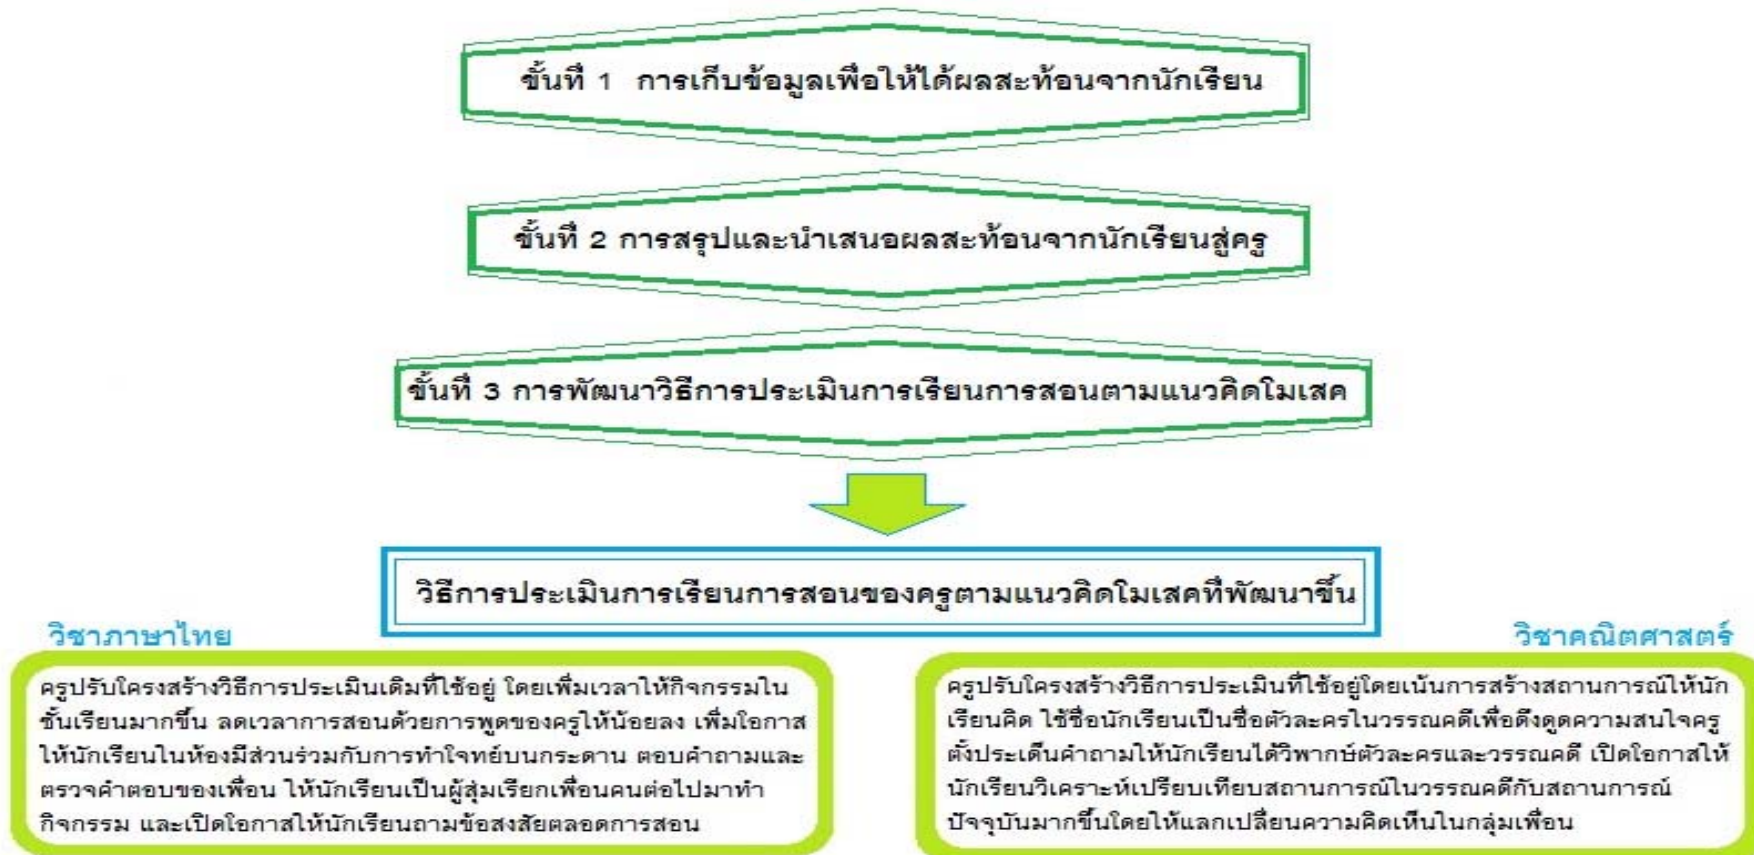 ขั้นที่ 1 การเก็บข้อมูลเพื่อให้ได้ผลสะท้อนจากนักเรียน
ขั้นที่ 2 การสรุปและนำเสนอผลสะท้อนจากนักเรียนสู่ครู
ขั้นที่ 3 การพัฒนาวิธีการประเมินการเรียนการสอนตามแนวคิดโมเสค
วิธีการประเมินการเรียนการสอนของครูตามแนวคิดโมเสคที่พัฒนาขึ้น
วิชาภาษาไทย
ครูปรับโครงสร้างวิธีการประเมินเดิมที่ใช้อยู่ โดยเพิ่มเวลาให้กิจกรรมใน
ชั้นเรียนมากขึ้น ลดเวลาการสอนด้วยการพูดของครูให้น้อยลง เพิ่มโอกาส
ให้นักเรียนในห้องมีส่วนร่วมกับการทำโจทย์บนกระดาน ตอบคำถามและ
ตรวจคำตอบของเพื่อน ให้นักเรียนเป็นผู้สุ่มเรียกเพื่อนคนต่อไปมาทำ
กิจกรรม และเปิดโอกาสให้นักเรียนถามข้อสงสัยตลอดการสอน
วิชาคณิตศาสตร์
ครูปรับโครงสร้างวิธีการประเมินที่ใช้อยู่โดยเน้นการสร้างสถานการณ์ให้นัก
เรียนคิด ใช้ชื่อนักเรียนเป็นชื่อตัวละครในวรรณคดีเพื่อดึงดูดความสนใจครู
ตั้งประเด็นคำถามให้นักเรียนได้วิพากษ์ตัวละครและวรรณคดี เปิดโอกาสให้
นักเรียนวิเคราะห์เปรียบเทียบสถานการณ์ในวรรณคดีกับสถานการณ์
ปัจจุบันมากขึ้นโดยให้แลกเปลี่ยนความคิดเห็นในกลุ่มเพื่อน